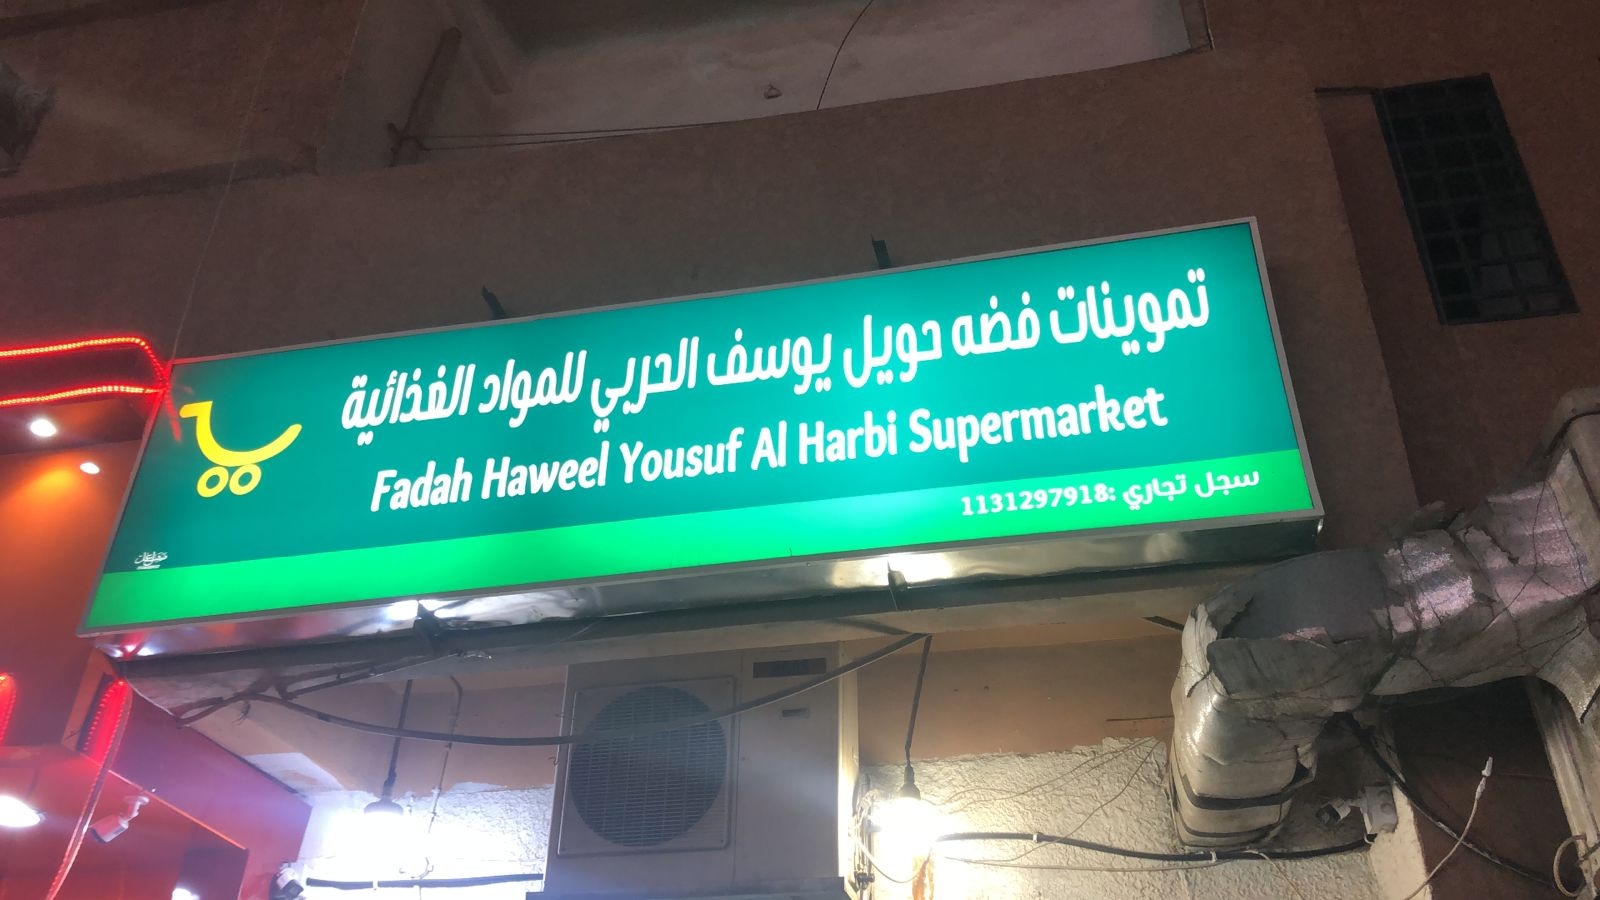 تموينات فضه حويل يوسف الحربي للمواد الغذائية
Fadah Haweel Yousuf Al Harbi Supermarket
سجل تجاري :1131297918